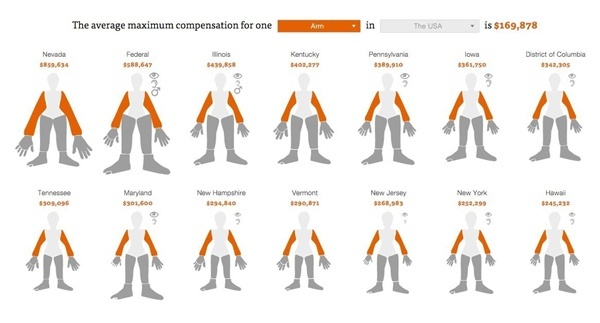 The average maximum compensation for one Arm in The USA is $169,878
Nevada Federal Illinois Kentucky Pennsylvania Iowa District of Columbia
$859,634 $588,647 $439,858 $402,277 $389,910 $361,750 $342,305
Tennessee Maryland New Hampshire Vermont New Jersey New York Hawaii
$309,096 $301,600 $294,840 $290,871 $268,983 $252,299 $245,232